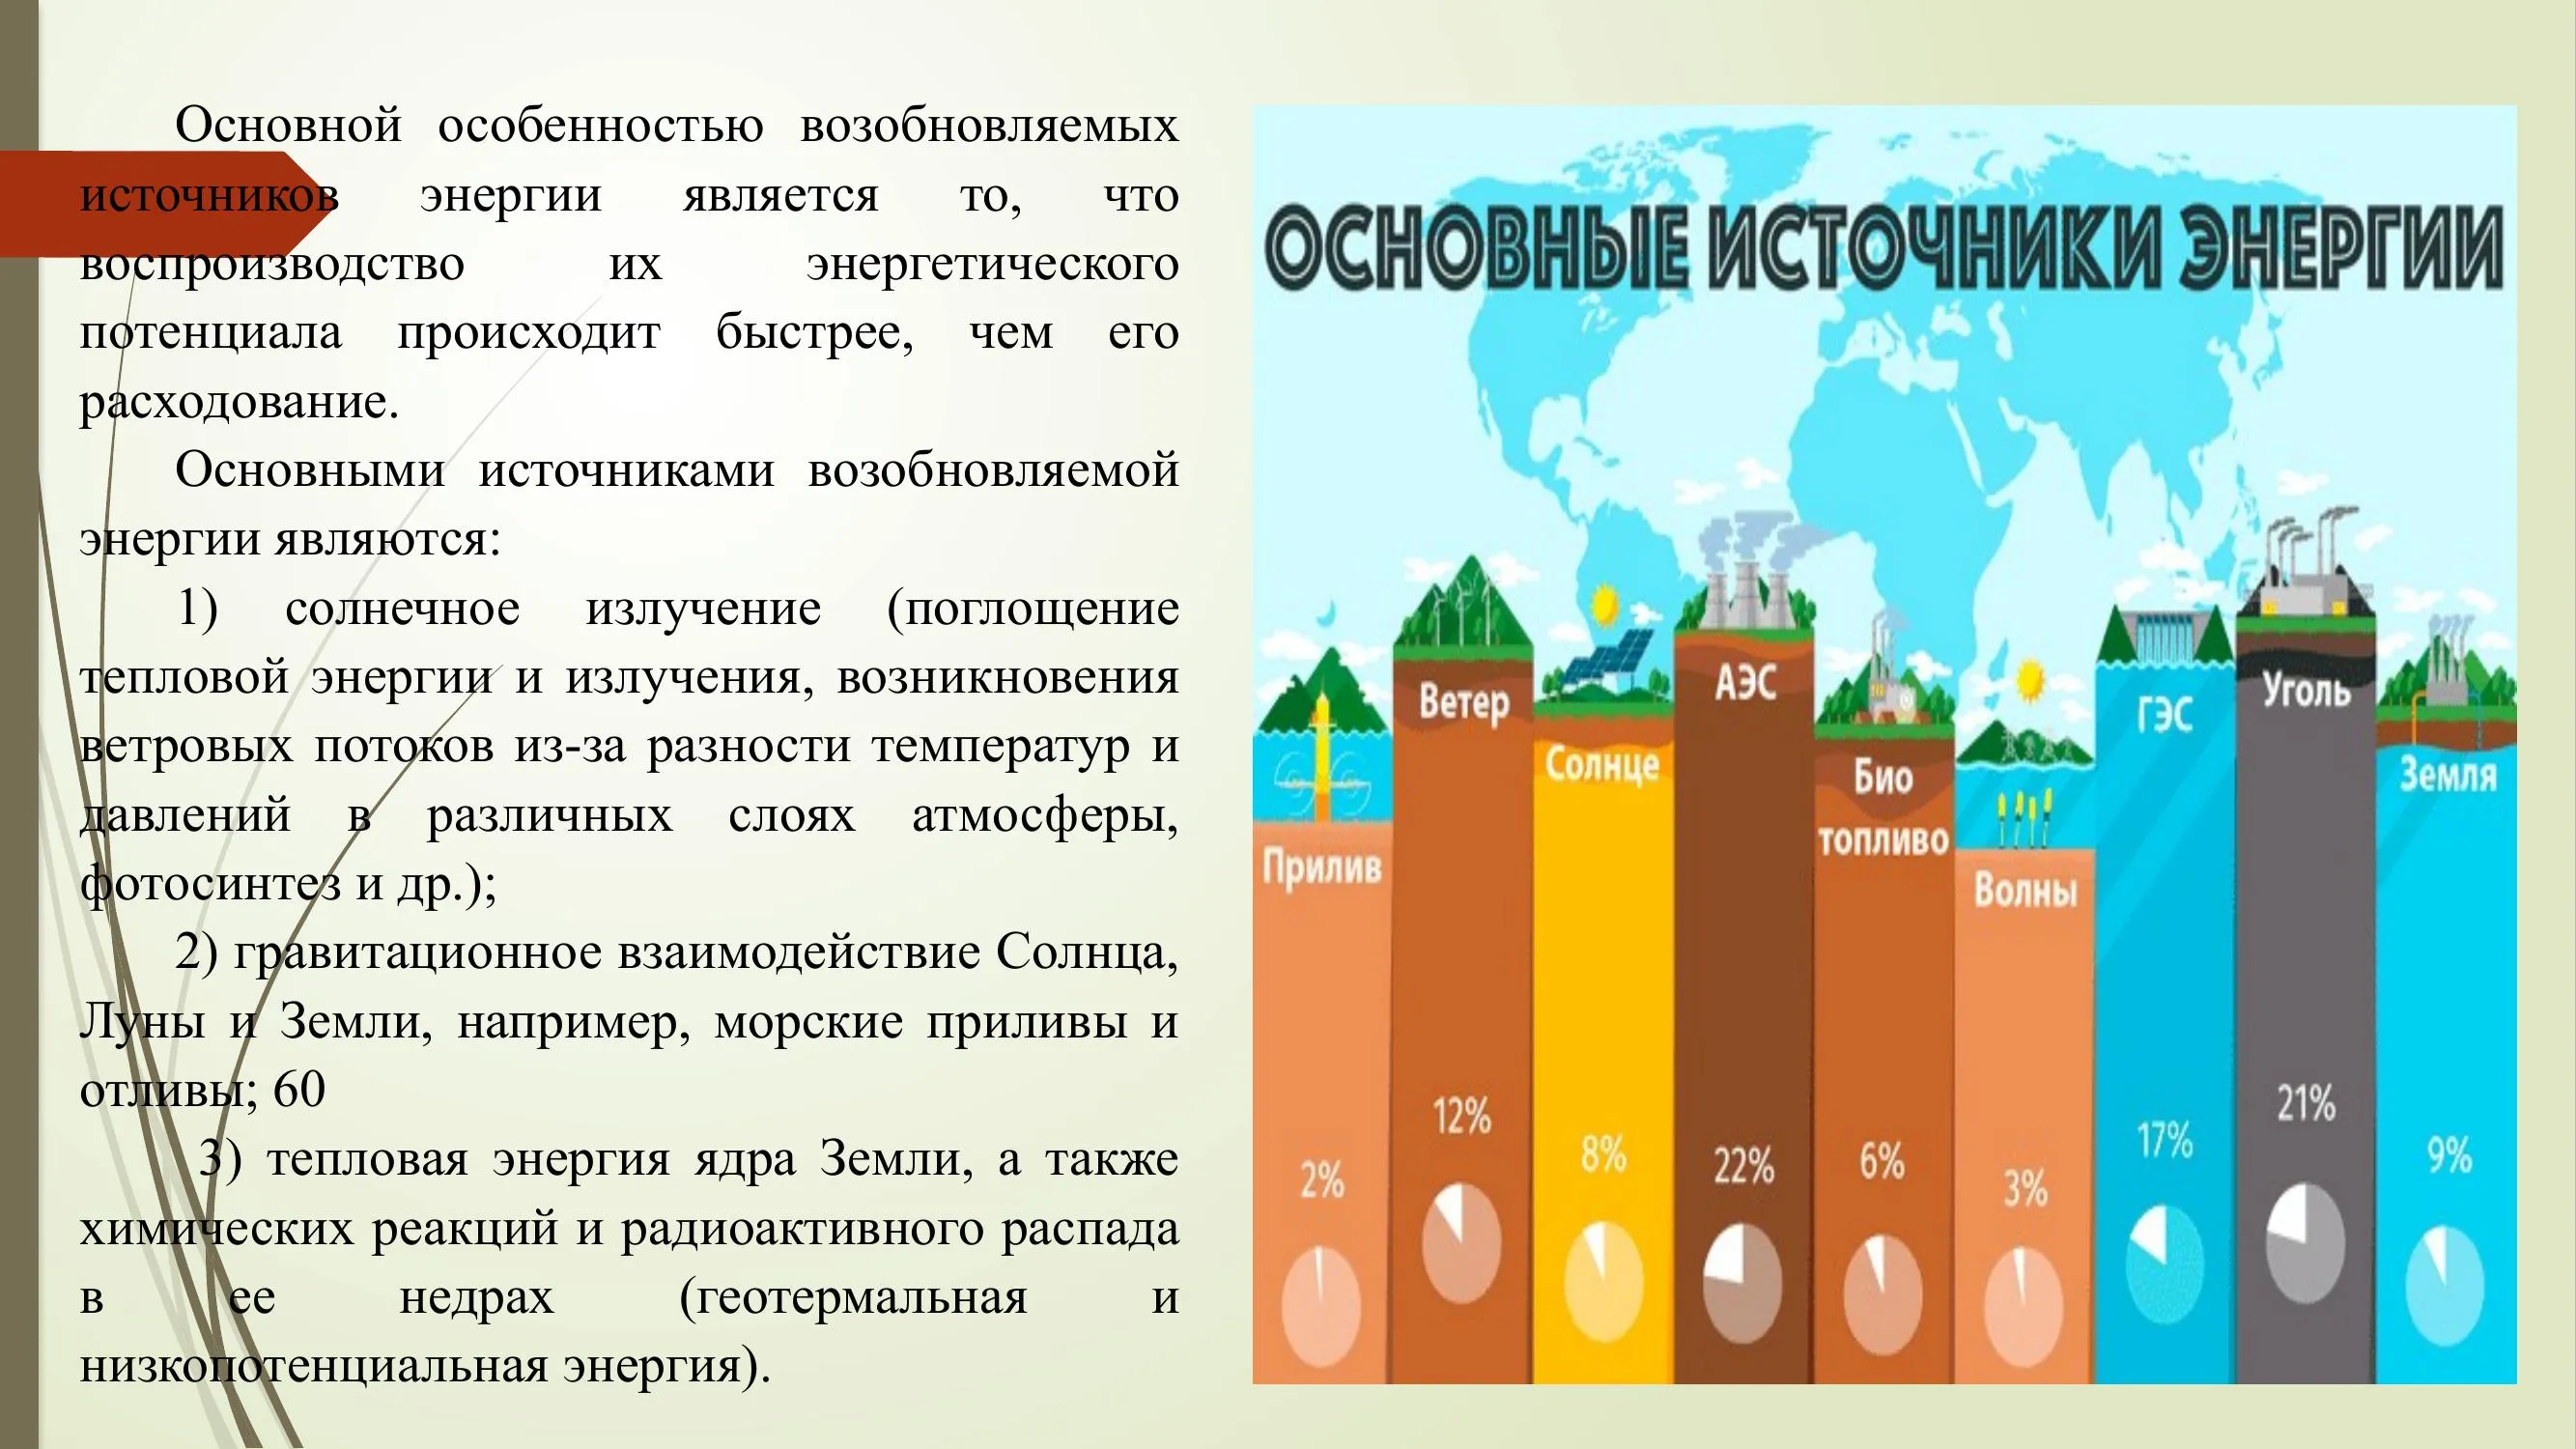 Основной особенностью возобновляемых
источников энергии является то, что
воспроизводство их энергетического
потенциала происходит быстрее, чем его
расходование.
Основными источниками возобновляемой
энергии являются:
1) солнечное излучение (поглощение
тепловой энергии и излучения, возникновения
ветровых потоков из-за разности температур и
давлений в различных слоях атмосферы,
фотосинтез и др.);
2) гравитационное взаимодействие Солнца,
Луны и Земли, например, морские приливы и
отливы; 60
3) тепловая энергия ядра Земли, а также
химических реакций и радиоактивного распада
в ее недрах (геотермальная и
низкопотенциальная энергия).
ОСНОВНЫЕ ИСТОЧНИКИ ЭНЕРГИИ
Прилив
2%
Ветер
12%
Солнце
8%
АЭС
22%
Био
топливо
6%
Волны
3%
ГЭС
17%
Уголь
21%
Земля
9%